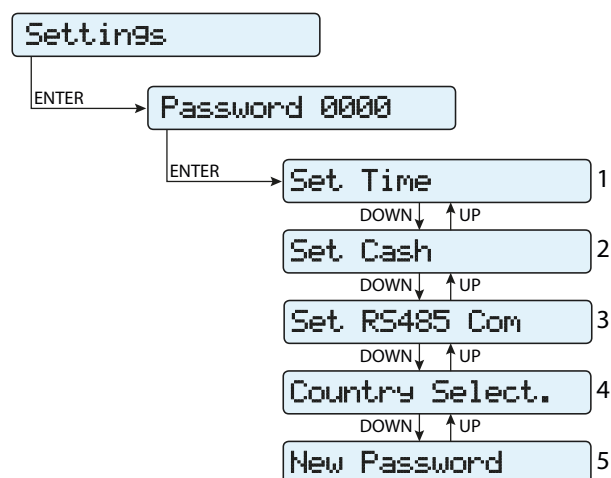 Settings
ENTER
Password 0000
ENTER
Set Time 1
DOWN UP
Set Cash 2
DOWN UP
Set RS485 Com 3
DOWN UP
Country Select. 4
DOWN UP
New Password 5